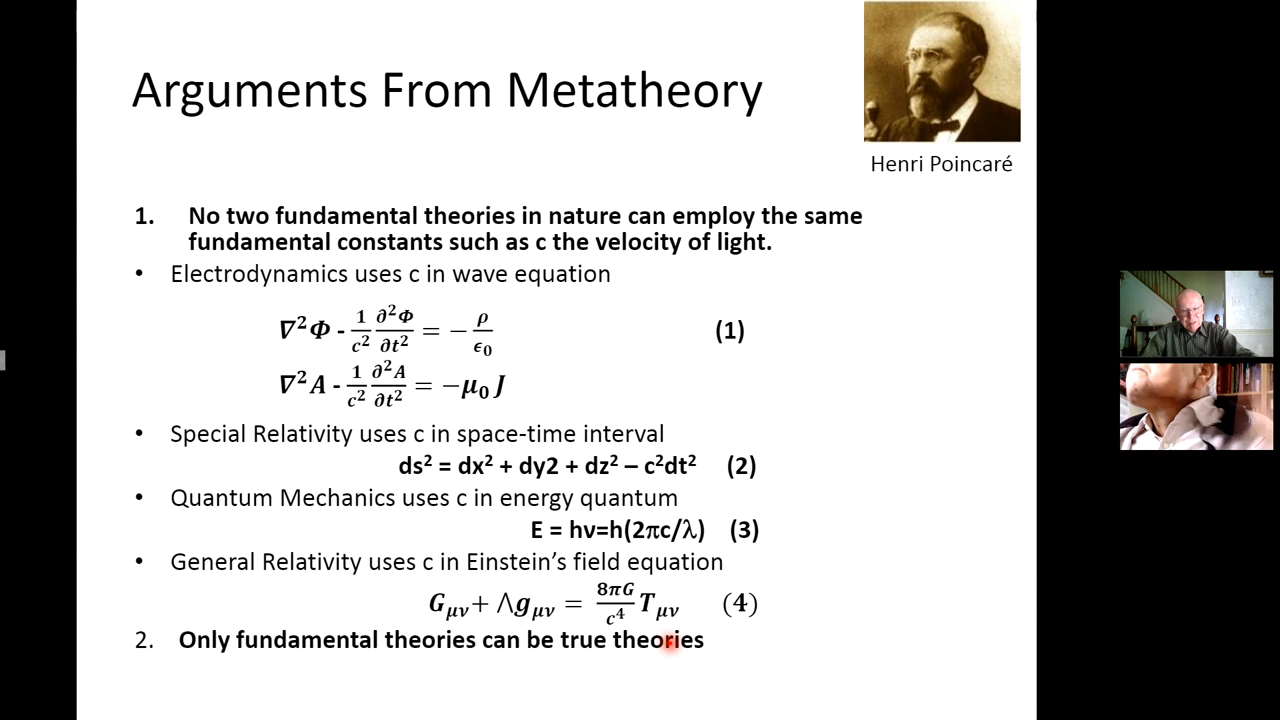 Arguments From Metatheory
Henri Poincaré
1. No two fundamental theories in nature can employ the same
fundamental constants such as c the velocity of light.
• Electrodynamics uses c in wave equation
∇²Φ - 1/c² ∂²Φ/∂t² = − ρ/ϵ₀ (1)
∇²A - 1/c² ∂²A/∂t² = −μ₀ J
• Special Relativity uses c in space-time interval
ds² = dx² + dy2 + dz² – c²dt² (2)
• Quantum Mechanics uses c in energy quantum
E = hν=h(2πc/λ) (3)
• General Relativity uses c in Einstein’s field equation
G_μν + Λg_μν = 8πG/c⁴ T_μν (4)
2. Only fundamental theories can be true theories